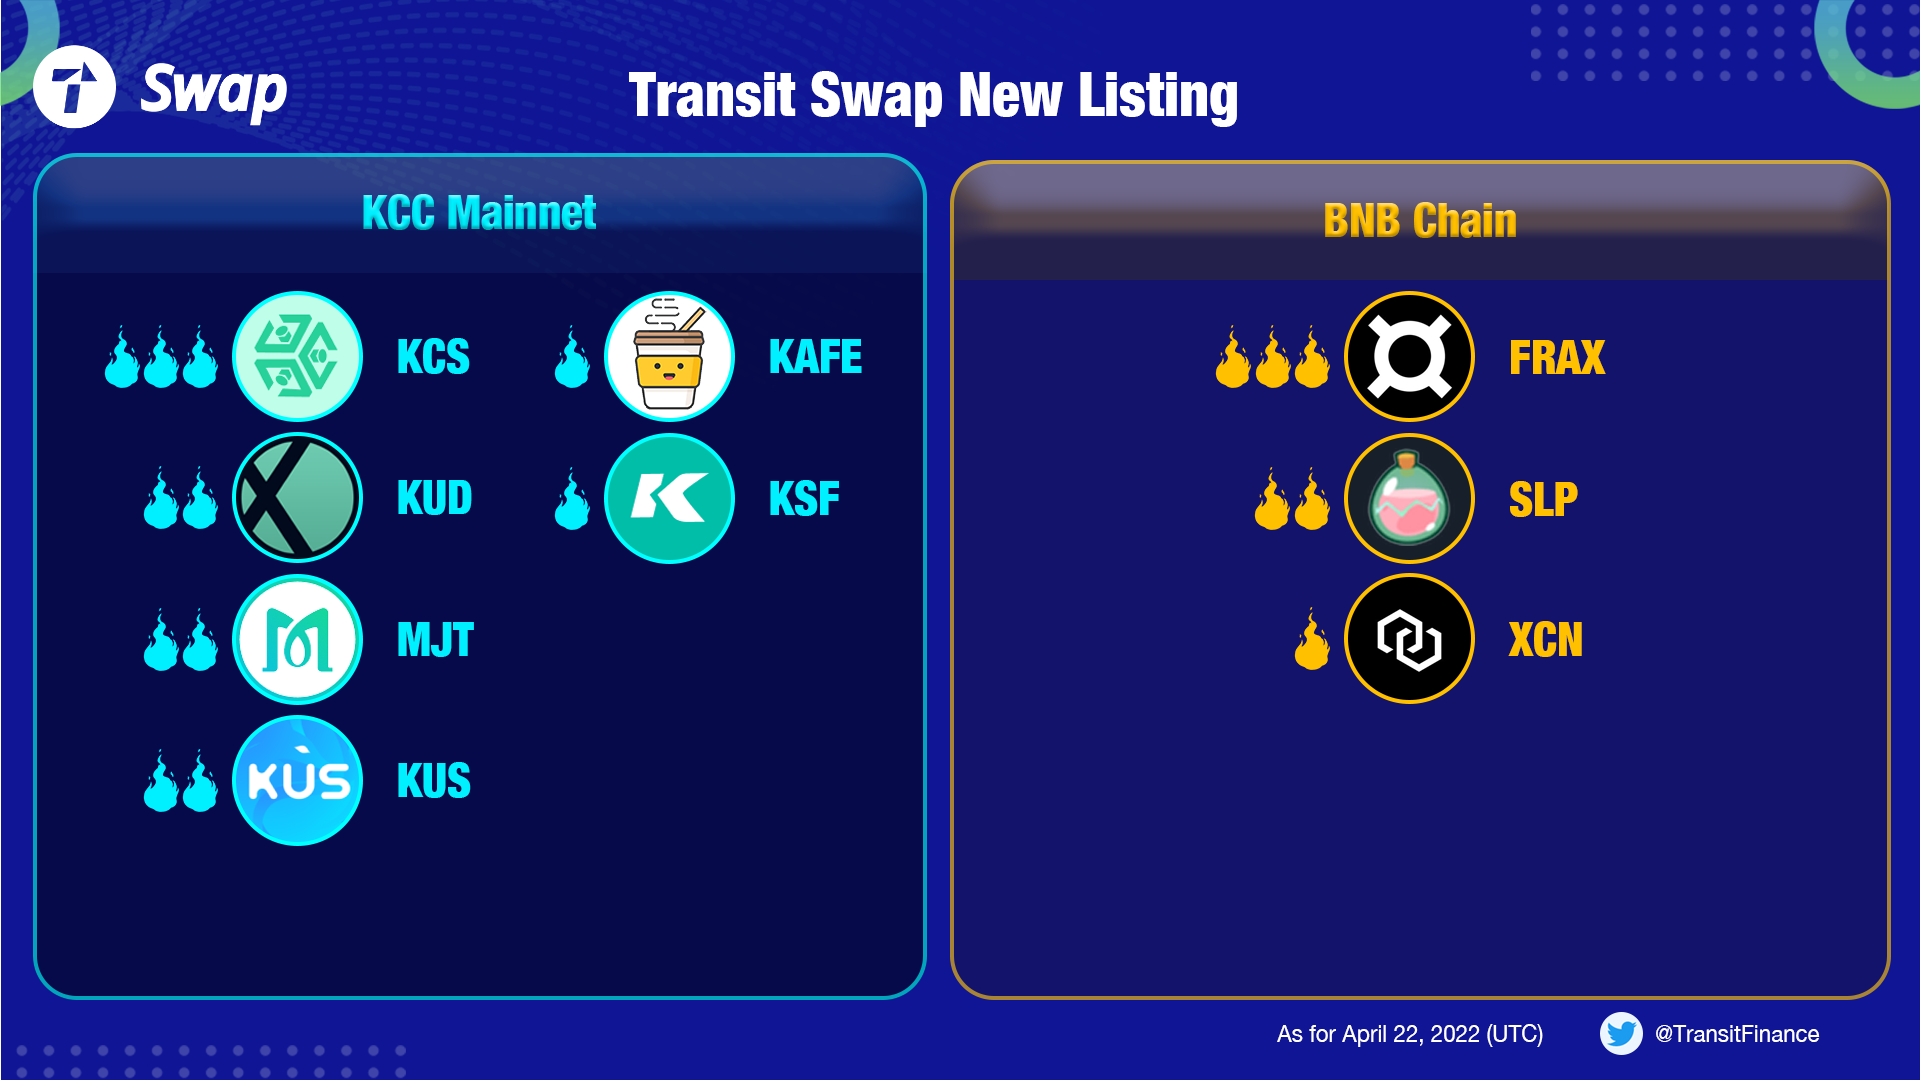 Swap
Transit Swap New Listing
KCC Mainnet
KCS
KUD
MJT
KUS
KUS
KAFE
KSF
BNB Chain
FRAX
SLP
XCN
As for April 22, 2022 (UTC)
@TransitFinance